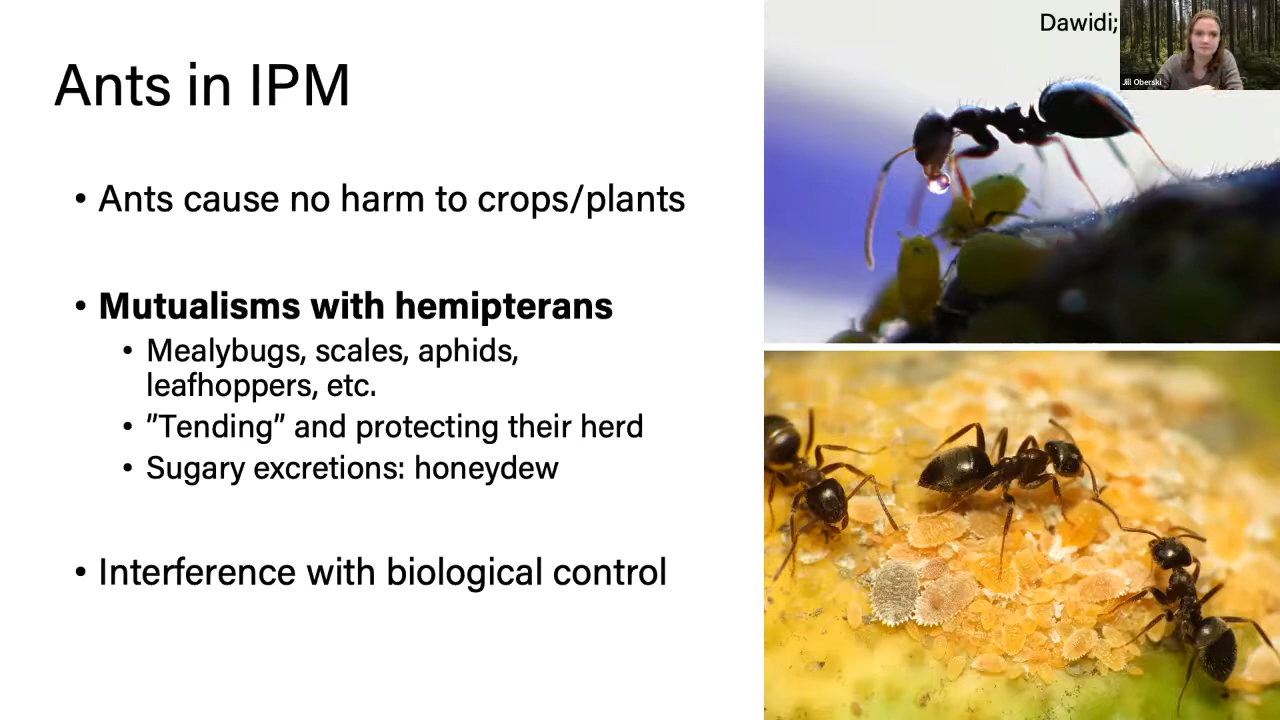 Ants in IPM
• Ants cause no harm to crops/plants
• Mutualisms with hemipterans
• Mealybugs, scales, aphids,
leafhoppers, etc.
• ”Tending” and protecting their herd
• Sugary excretions: honeydew
• Interference with biological control
Dawidi;
Jill Oberski